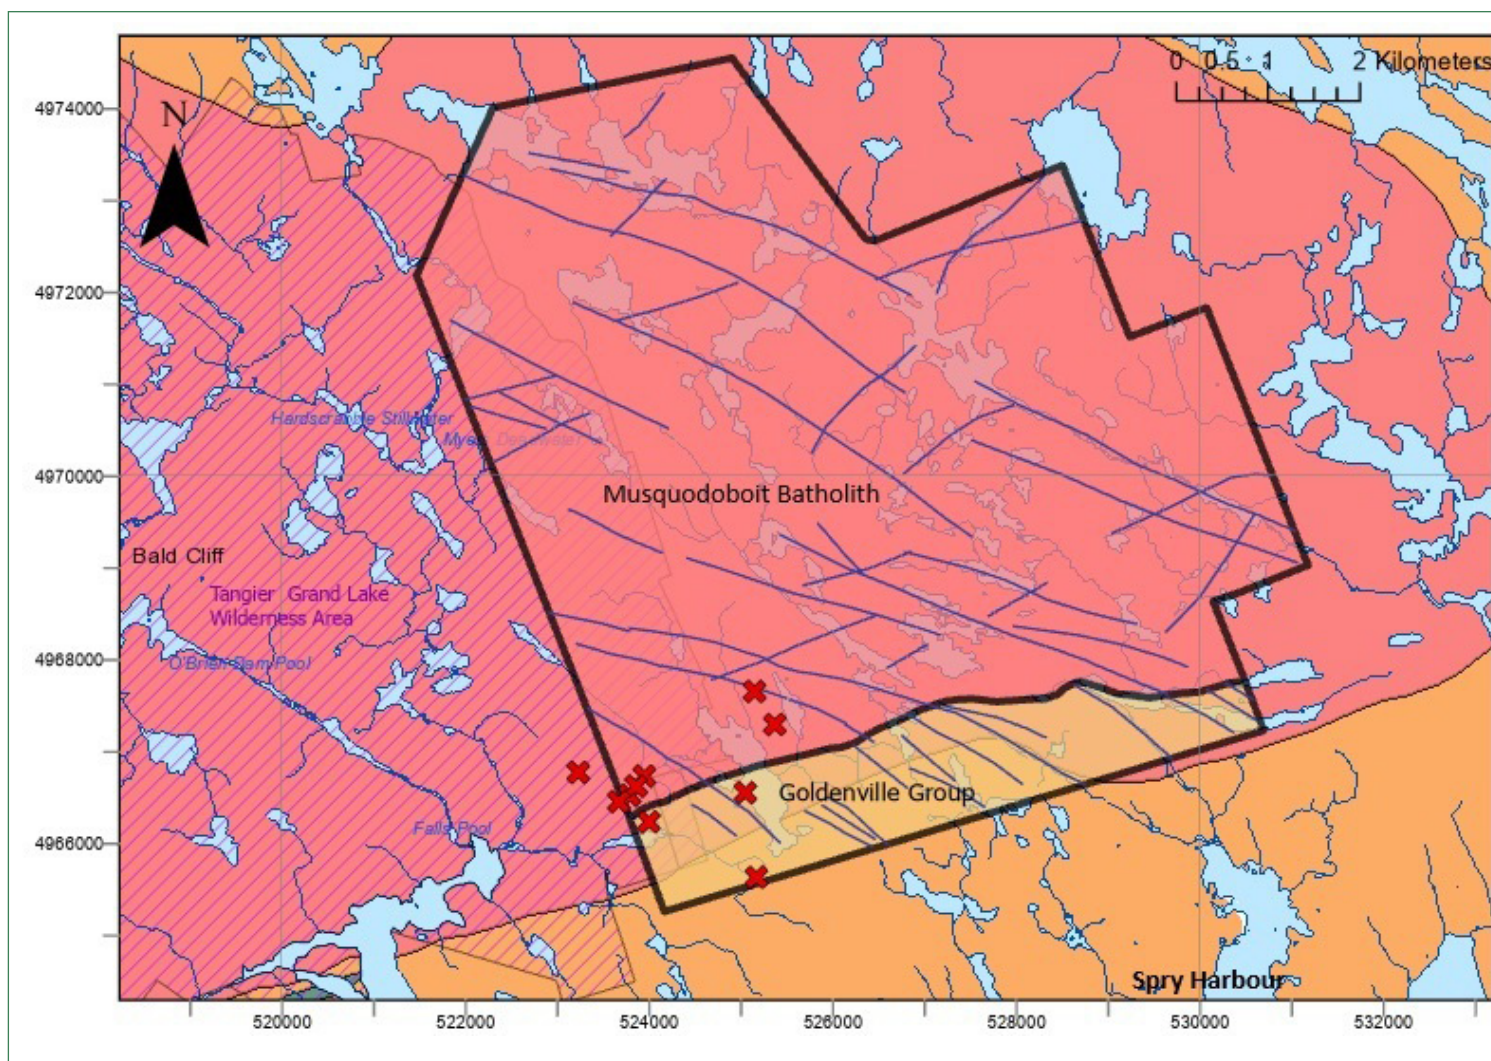 0 0.5 1 2 Kilometers
4974000
N
4972000
Hardscrabble Stillwater
Deadwater
4970000
Musquodoboit Batholith
Bald Cliff
Tangier Grand Lake
Wilderness Area
4968000
O'Brien Dam Pool
Goldenville Group
Falls Pool
4966000
Spry Harbour
520000 522000 524000 526000 528000 530000 532000